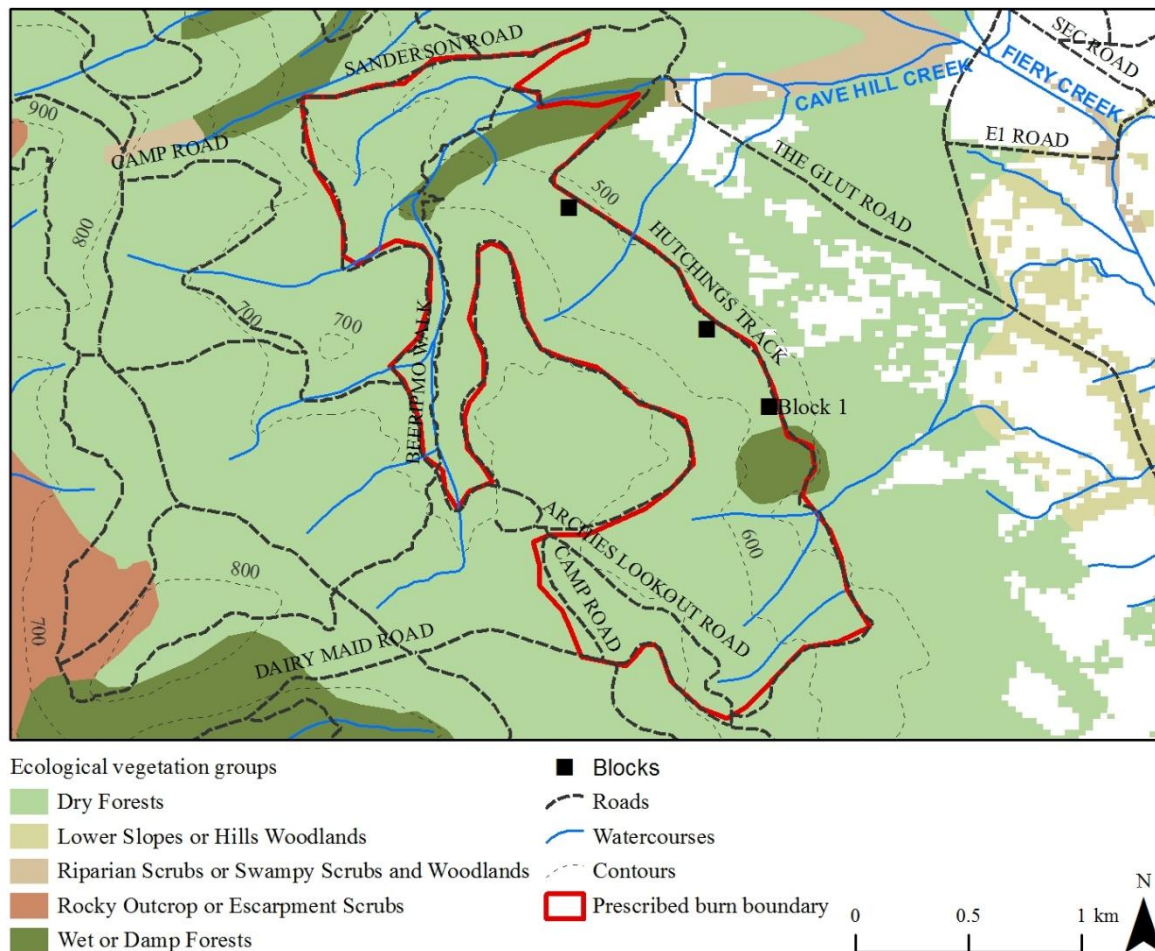 SEC ROAD
SANDERSON ROAD
FIERY CREEK
CAVE HILL CREEK
900
E1 ROAD
CAMP ROAD
THE GLUT ROAD
500
800
HUTCHINGS TRACK
700
700
BEERIPMO WALK
Block 1
ARCHIES LOOKOUT ROAD
600
CAMP ROAD
800
700
DAIRY MAID ROAD
Ecological vegetation groups
Dry Forests
Lower Slopes or Hills Woodlands
Riparian Scrubs or Swampy Scrubs and Woodlands
Rocky Outcrop or Escarpment Scrubs
Wet or Damp Forests
Blocks
Roads
Watercourses
Contours
Prescribed burn boundary
0 0.5 1 km
N